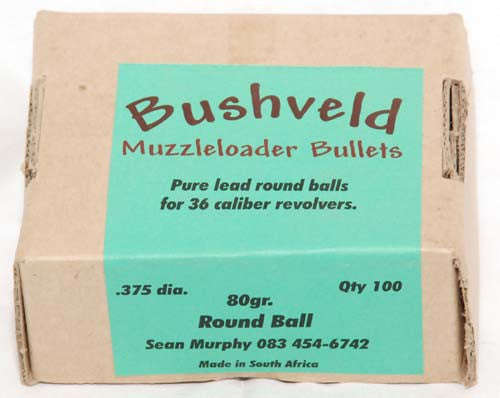 Bushveld
Muzzleloader Bullets
Pure lead round balls
for 36 caliber revolvers.
.375 dia.
Qty 100
80gr.
Round Ball
Sean Murphy 083 454-6742
Made in South Africa